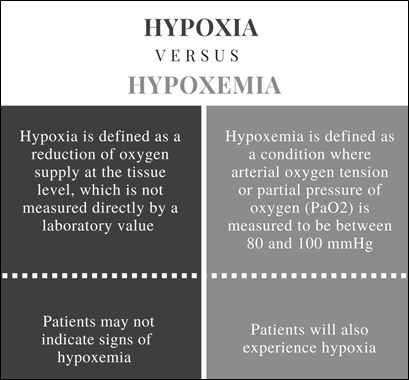 HYPOXIA
VERSUS
HYPOXEMIA
Hypoxia is defined as a
reduction of oxygen
supply at the tissue
level, which is not
measured directly by a
laboratory value
Hypoxemia is defined as
a condition where
arterial oxygen tension
or partial pressure of
oxygen (PaO2) is
measured to be between
80 and 100 mmHg
Patients may not
indicate signs of
hypoxemia
Patients will also
experience hypoxia